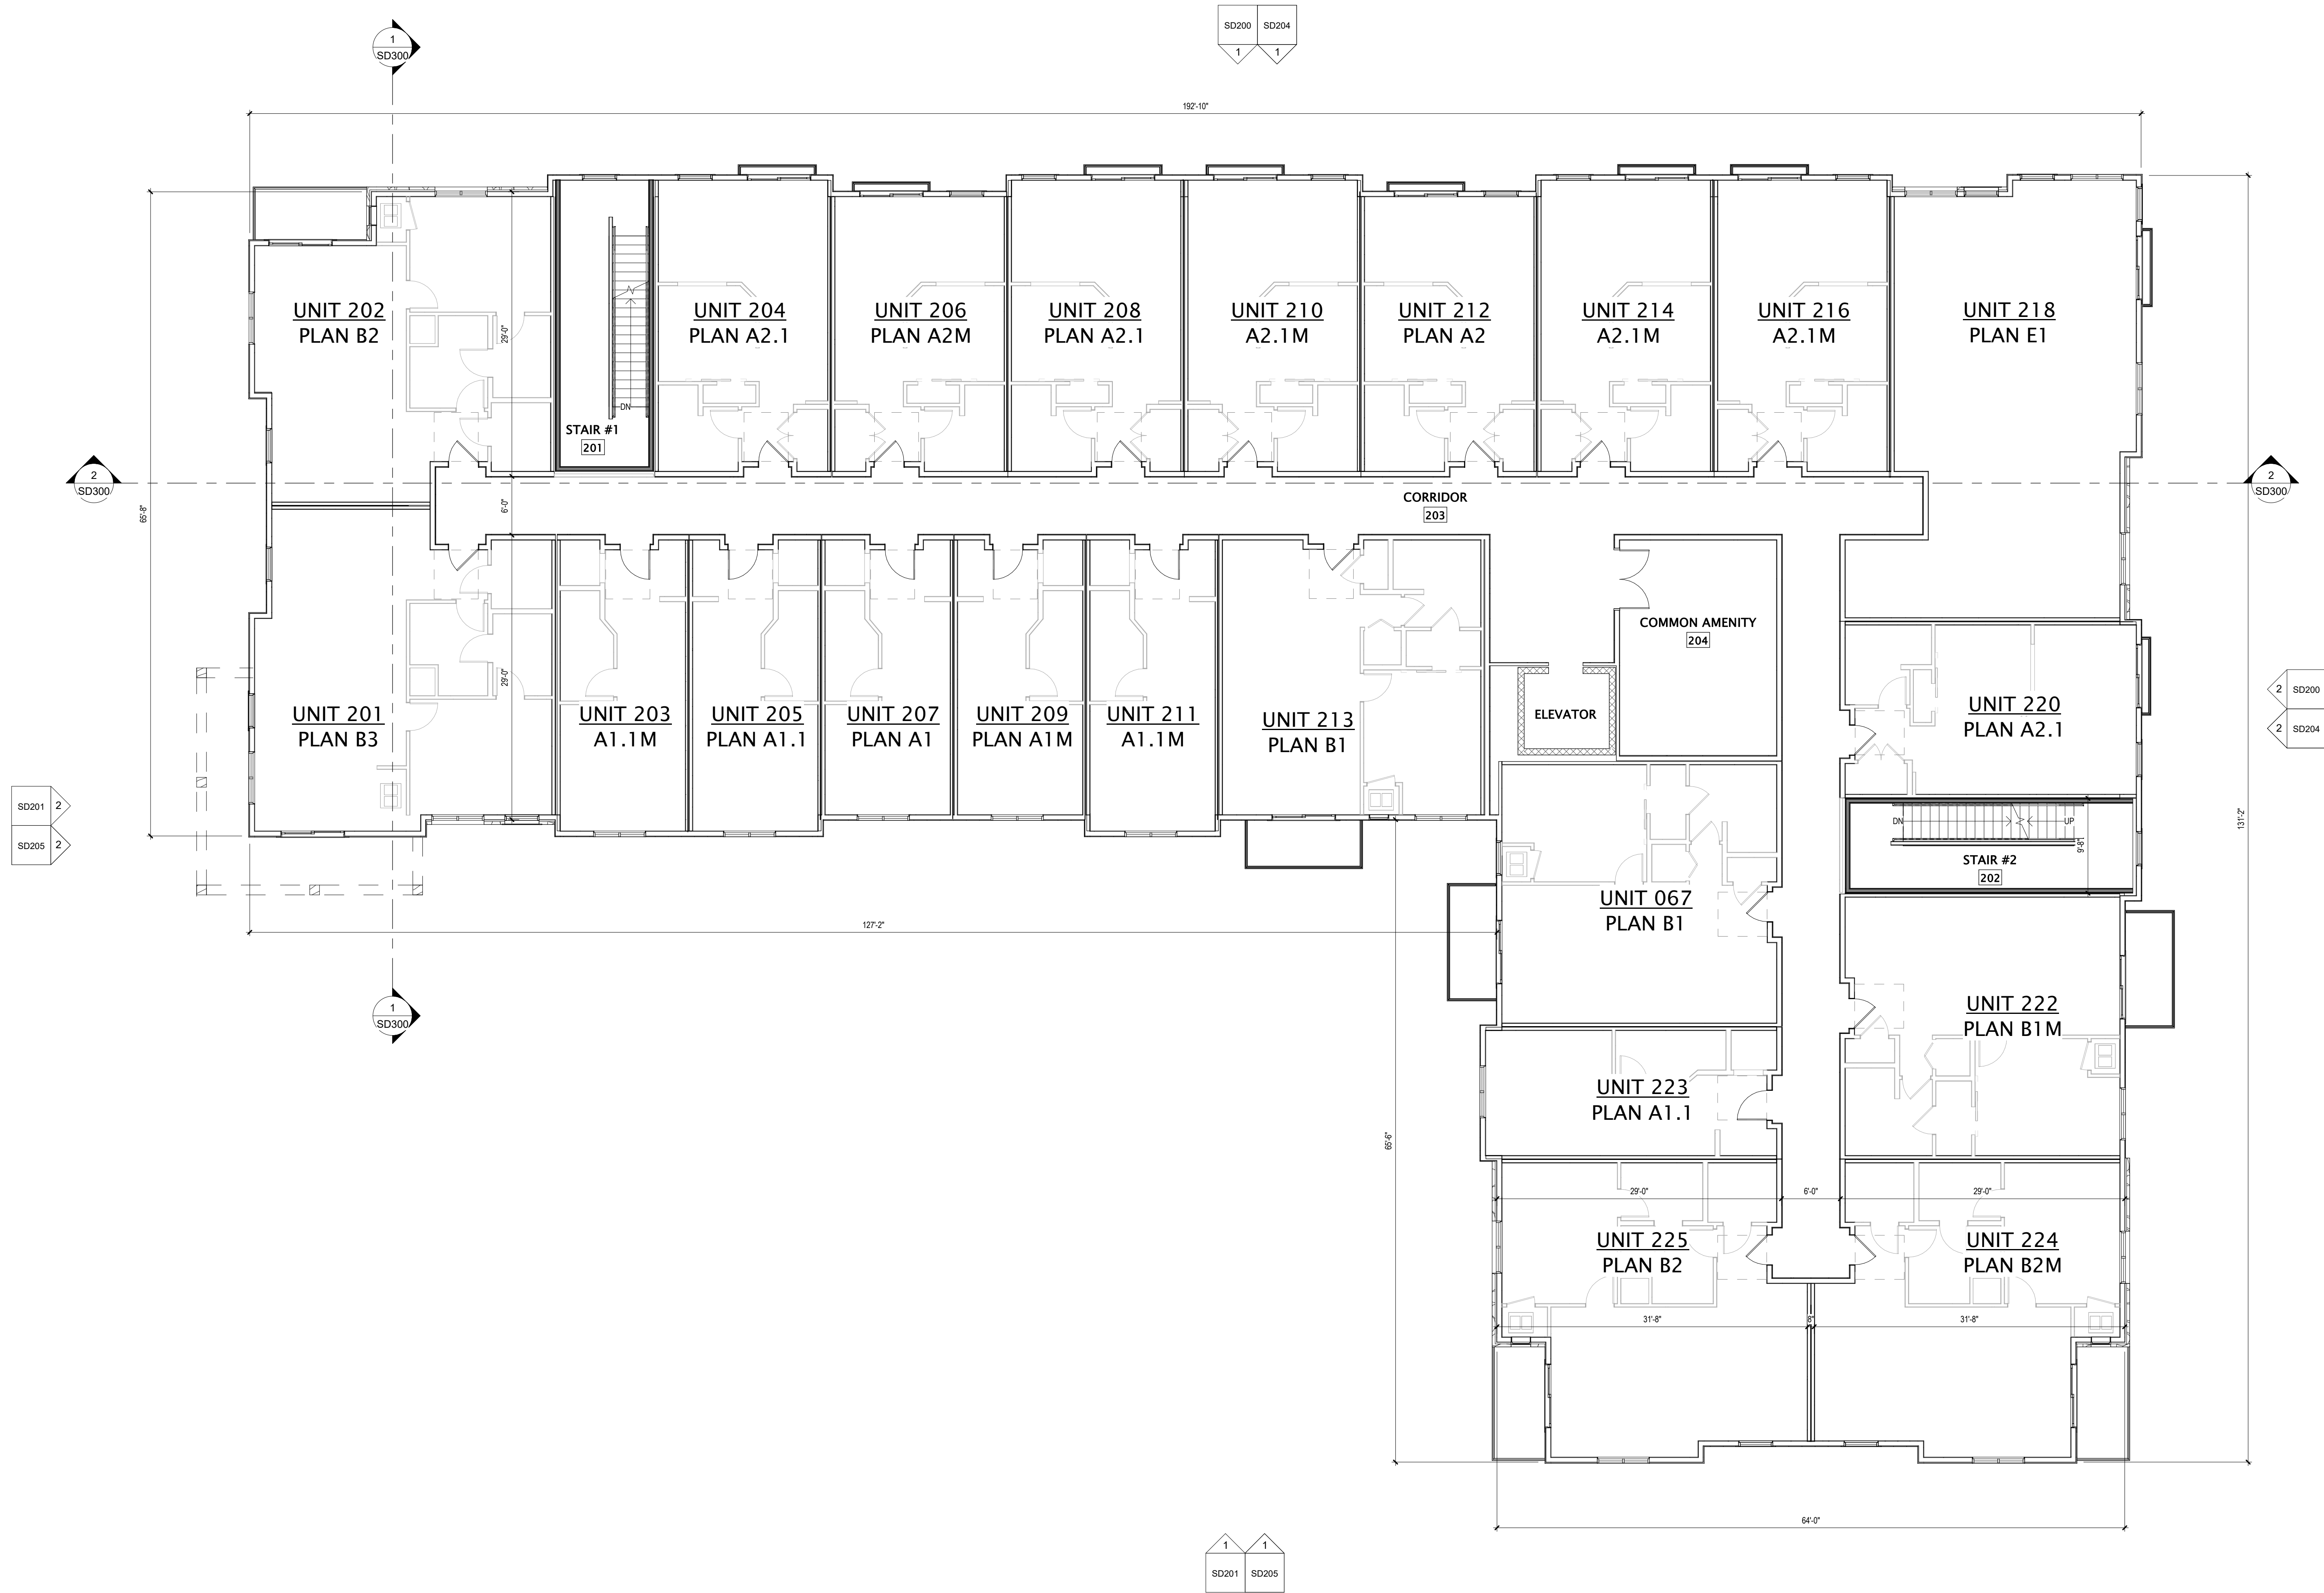 SD200 SD204
1 1
1
SD300
192'-10"
UNIT 202
PLAN B2
29'-0"
DN
STAIR #1
201
UNIT 204
PLAN A2.1
UNIT 206
PLAN A2M
UNIT 208
PLAN A2.1
UNIT 210
A2.1M
UNIT 212
PLAN A2
UNIT 214
A2.1M
UNIT 216
A2.1M
UNIT 218
PLAN E1
2
SD300
65'-8"
6'-0"
CORRIDOR
203
2
SD300
29'-0"
UNIT 201
PLAN B3
UNIT 203
A1.1M
UNIT 205
PLAN A1.1
UNIT 207
PLAN A1
UNIT 209
PLAN A1M
UNIT 211
A1.1M
UNIT 213
PLAN B1
ELEVATOR
COMMON AMENITY
204
UNIT 220
PLAN A2.1
2 SD200
2 SD204
SD201 2
SD205 2
DN
UP
9'-8"
STAIR #2
202
131'-2"
127'-2"
UNIT 067
PLAN B1
UNIT 222
PLAN B1M
1
SD300
UNIT 223
PLAN A1.1
65'-6"
29'-0"
6'-0"
29'-0"
UNIT 225
PLAN B2
UNIT 224
PLAN B2M
31'-8"
8"
31'-8"
64'-0"
1 1
SD201 SD205